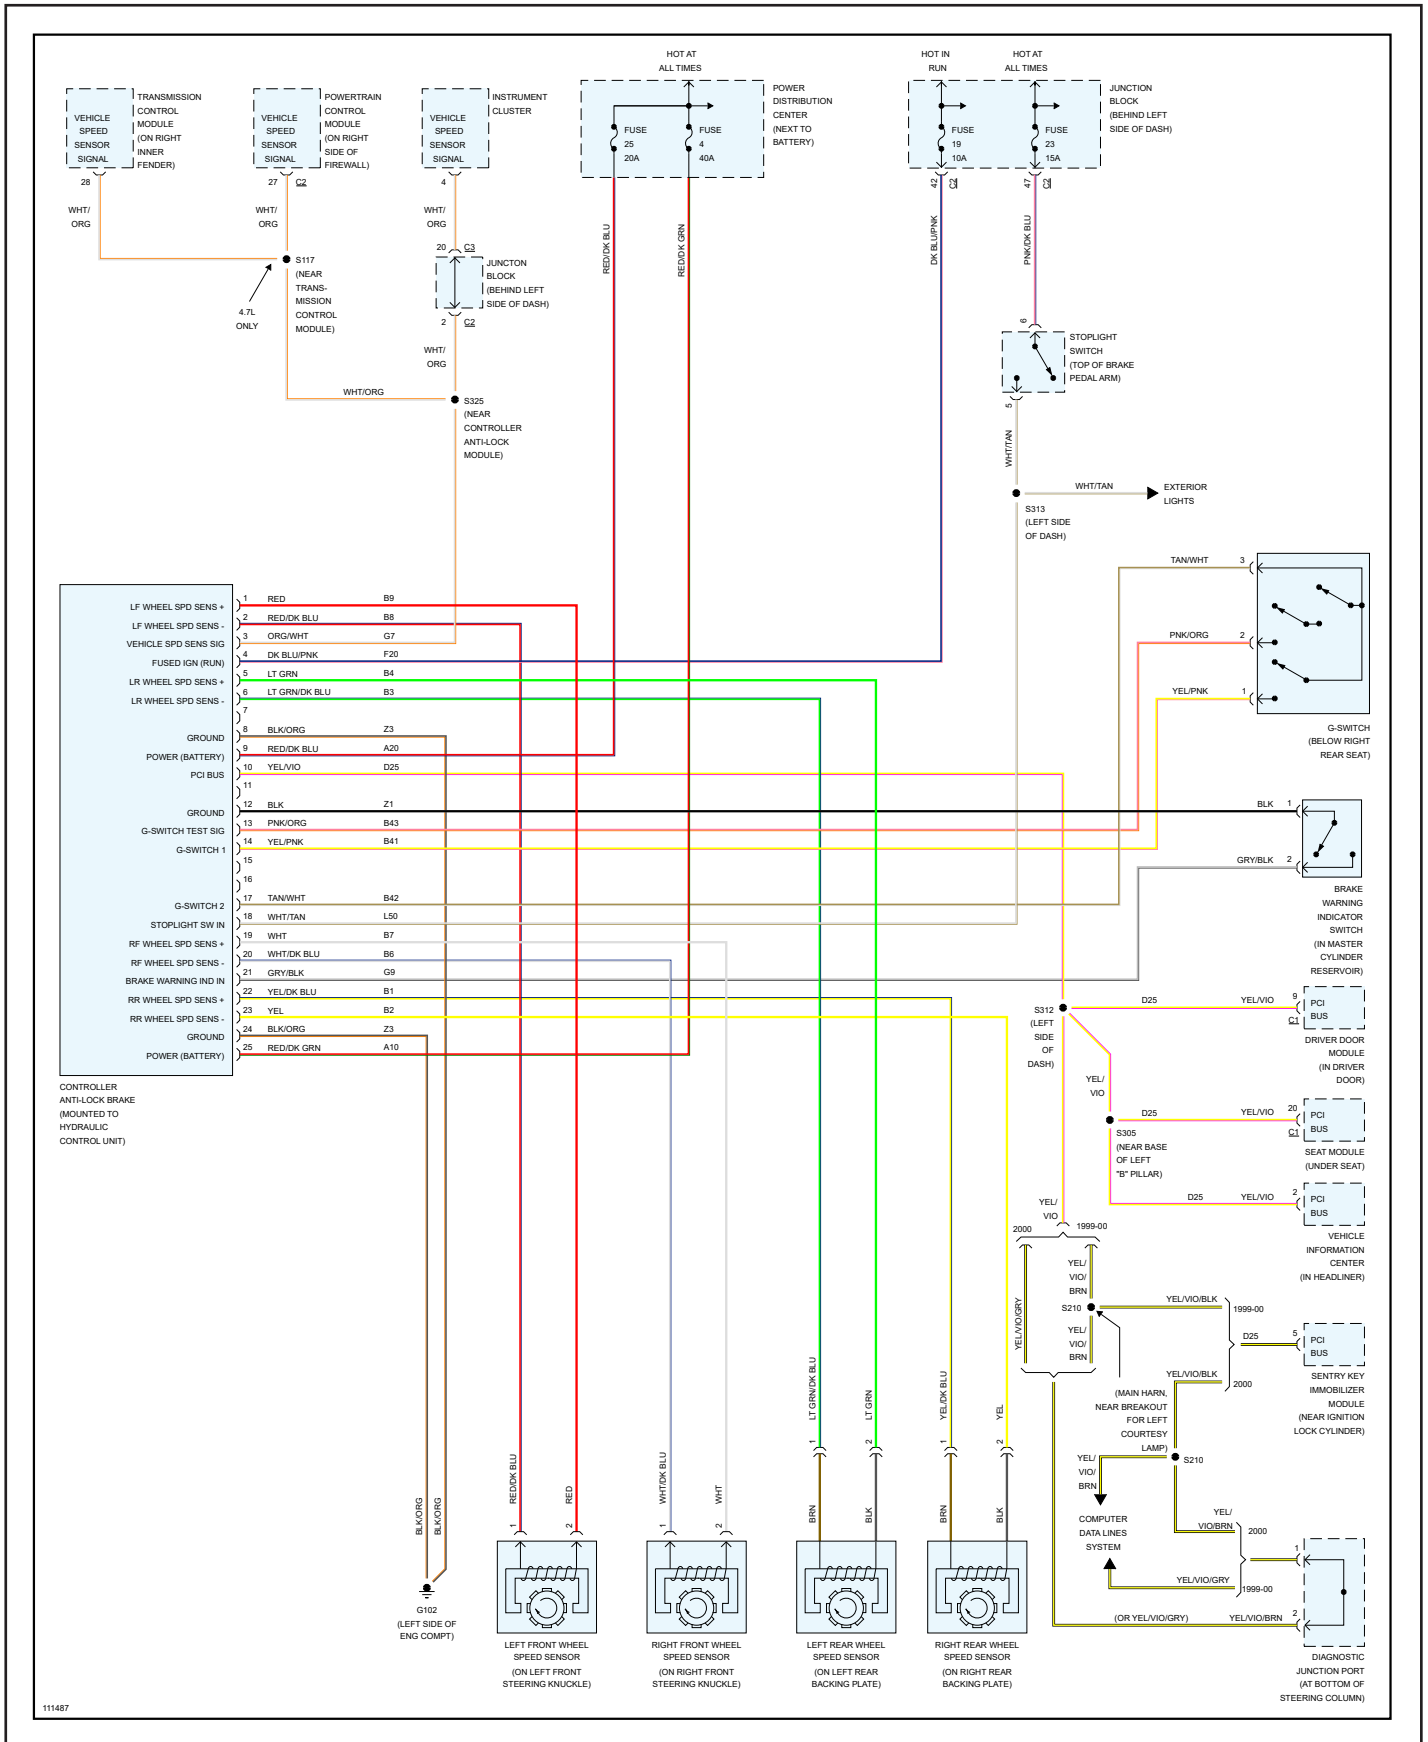 HOT AT
ALL TIMES
HOT IN
RUN
HOT AT
ALL TIMES
VEHICLE
SPEED
SENSOR
SIGNAL
TRANSMISSION
CONTROL
MODULE
(ON RIGHT
INNER
FENDER)
28
WHT/
ORG
VEHICLE
SPEED
SENSOR
SIGNAL
POWERTRAIN
CONTROL
MODULE
(ON RIGHT
SIDE OF
FIREWALL)
27
C2
WHT/
ORG
VEHICLE
SPEED
SENSOR
SIGNAL
INSTRUMENT
CLUSTER
4
WHT/
ORG
FUSE
25
20A
FUSE
4
40A
POWER
DISTRIBUTION
CENTER
(NEXT TO
BATTERY)
RED/DK BLU
RED/DK GRN
FUSE
19
10A
FUSE
23
15A
JUNCTION
BLOCK
(BEHIND LEFT
SIDE OF DASH)
42
C2
47
C2
DK BLU/PNK
PNK/DK BLU
S117
(NEAR
TRANS-
MISSION
CONTROL
MODULE)
4.7L
ONLY
20
C3
JUNCTON
BLOCK
(BEHIND LEFT
SIDE OF DASH)
2
C2
WHT/
ORG
WHT/ORG
S325
(NEAR
CONTROLLER
ANTI-LOCK
MODULE)
6
STOPLIGHT
SWITCH
(TOP OF BRAKE
PEDAL ARM)
5
WHT/TAN
WHT/TAN
EXTERIOR
LIGHTS
S313
(LEFT SIDE
OF DASH)
TAN/WHT
3
PNK/ORG
2
YEL/PNK
1
G-SWITCH
(BELOW RIGHT
REAR SEAT)
LF WHEEL SPD SENS + 1 RED B9
LF WHEEL SPD SENS - 2 RED/DK BLU B8
VEHICLE SPD SENS SIG 3 ORG/WHT G7
FUSED IGN (RUN) 4 DK BLU/PNK F20
LR WHEEL SPD SENS + 5 LT GRN B4
LR WHEEL SPD SENS - 6 LT GRN/DK BLU B3
7
GROUND 8 BLK/ORG Z3
POWER (BATTERY) 9 RED/DK BLU A20
PCI BUS 10 YEL/VIO D25
11
GROUND 12 BLK Z1
G-SWITCH TEST SIG 13 PNK/ORG B43
G-SWITCH 1 14 YEL/PNK B41
15
16
G-SWITCH 2 17 TAN/WHT B42
STOPLIGHT SW IN 18 WHT/TAN L50
RF WHEEL SPD SENS + 19 WHT B7
RF WHEEL SPD SENS - 20 WHT/DK BLU B6
BRAKE WARNING IND IN 21 GRY/BLK G9
RR WHEEL SPD SENS + 22 YEL/DK BLU B1
RR WHEEL SPD SENS - 23 YEL B2
GROUND 24 BLK/ORG Z3
POWER (BATTERY) 25 RED/DK GRN A10
CONTROLLER
ANTI-LOCK BRAKE
(MOUNTED TO
HYDRAULIC
CONTROL UNIT)
BLK
1
GRY/BLK
2
BRAKE
WARNING
INDICATOR
SWITCH
(IN MASTER
CYLINDER
RESERVOIR)
S312
(LEFT
SIDE
OF
DASH)
D25
YEL/VIO
9
C1
PCI
BUS
DRIVER DOOR
MODULE
(IN DRIVER
DOOR)
YEL/
VIO
S305
(NEAR BASE
OF LEFT
"B" PILLAR)
D25
YEL/VIO
20
C1
PCI
BUS
SEAT MODULE
(UNDER SEAT)
D25
YEL/VIO
2
PCI
BUS
VEHICLE
INFORMATION
CENTER
(IN HEADLINER)
YEL/
VIO
2000
1999-00
YEL/
VIO/
BRN
YEL/VIO/GRY
S210
YEL/
VIO/
BRN
(MAIN HARN,
NEAR BREAKOUT
FOR LEFT
COURTESY
LAMP)
YEL/VIO/BLK
1999-00
D25
5
PCI
BUS
SENTRY KEY
IMMOBILIZER
MODULE
(NEAR IGNITION
LOCK CYLINDER)
YEL/VIO/BLK
2000
S210
YEL/
VIO/
BRN
COMPUTER
DATA LINES
SYSTEM
YEL/
VIO/BRN
2000
YEL/VIO/GRY
1999-00
(OR YEL/VIO/GRY)
YEL/VIO/BRN
1
2
DIAGNOSTIC
JUNCTION PORT
(AT BOTTOM OF
STEERING COLUMN)
BLK/ORG
BLK/ORG
G102
(LEFT SIDE OF
ENG COMPT)
RED/DK BLU
1
RED
2
LEFT FRONT WHEEL
SPEED SENSOR
(ON LEFT FRONT
STEERING KNUCKLE)
WHT/DK BLU
1
WHT
2
RIGHT FRONT WHEEL
SPEED SENSOR
(ON RIGHT FRONT
STEERING KNUCKLE)
LT GRN/DK BLU
1
LT GRN
2
BRN
BLK
LEFT REAR WHEEL
SPEED SENSOR
(ON LEFT REAR
BACKING PLATE)
YEL/DK BLU
1
YEL
2
BRN
BLK
RIGHT REAR WHEEL
SPEED SENSOR
(ON RIGHT REAR
BACKING PLATE)
111487